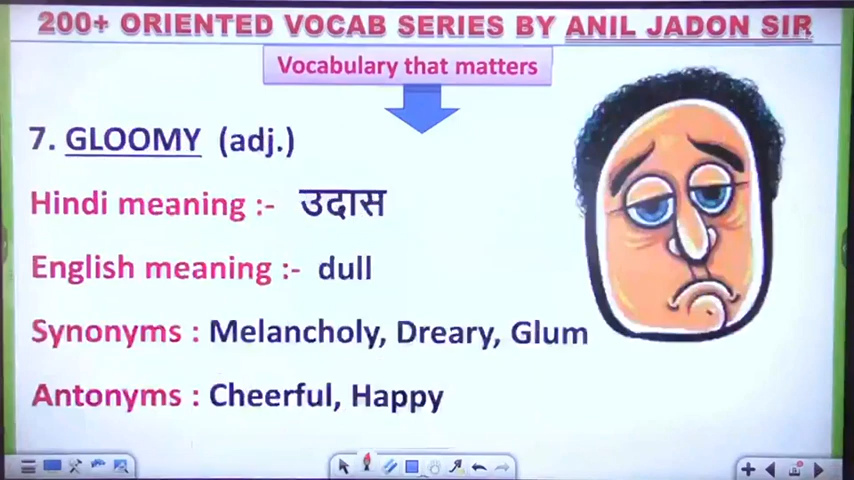 200+ ORIENTED VOCAB SERIES BY ANIL JADON SIR
Vocabulary that matters
7. GLOOMY (adj.)
Hindi meaning :- उदास
English meaning :- dull
Synonyms : Melancholy, Dreary, Glum
Antonyms : Cheerful, Happy